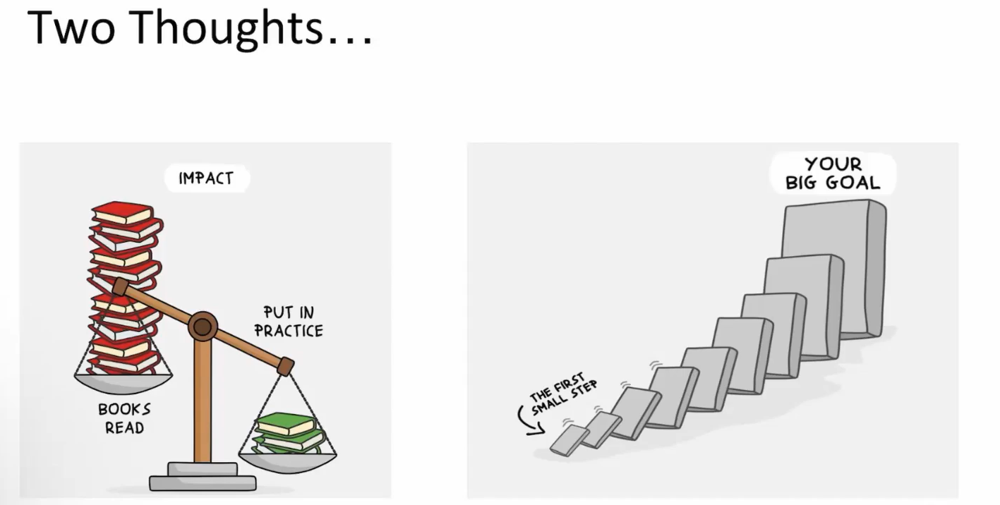 Two Thoughts…
IMPACT
PUT IN
PRACTICE
BOOKS
READ
YOUR
BIG GOAL
THE FIRST
SMALL STEP